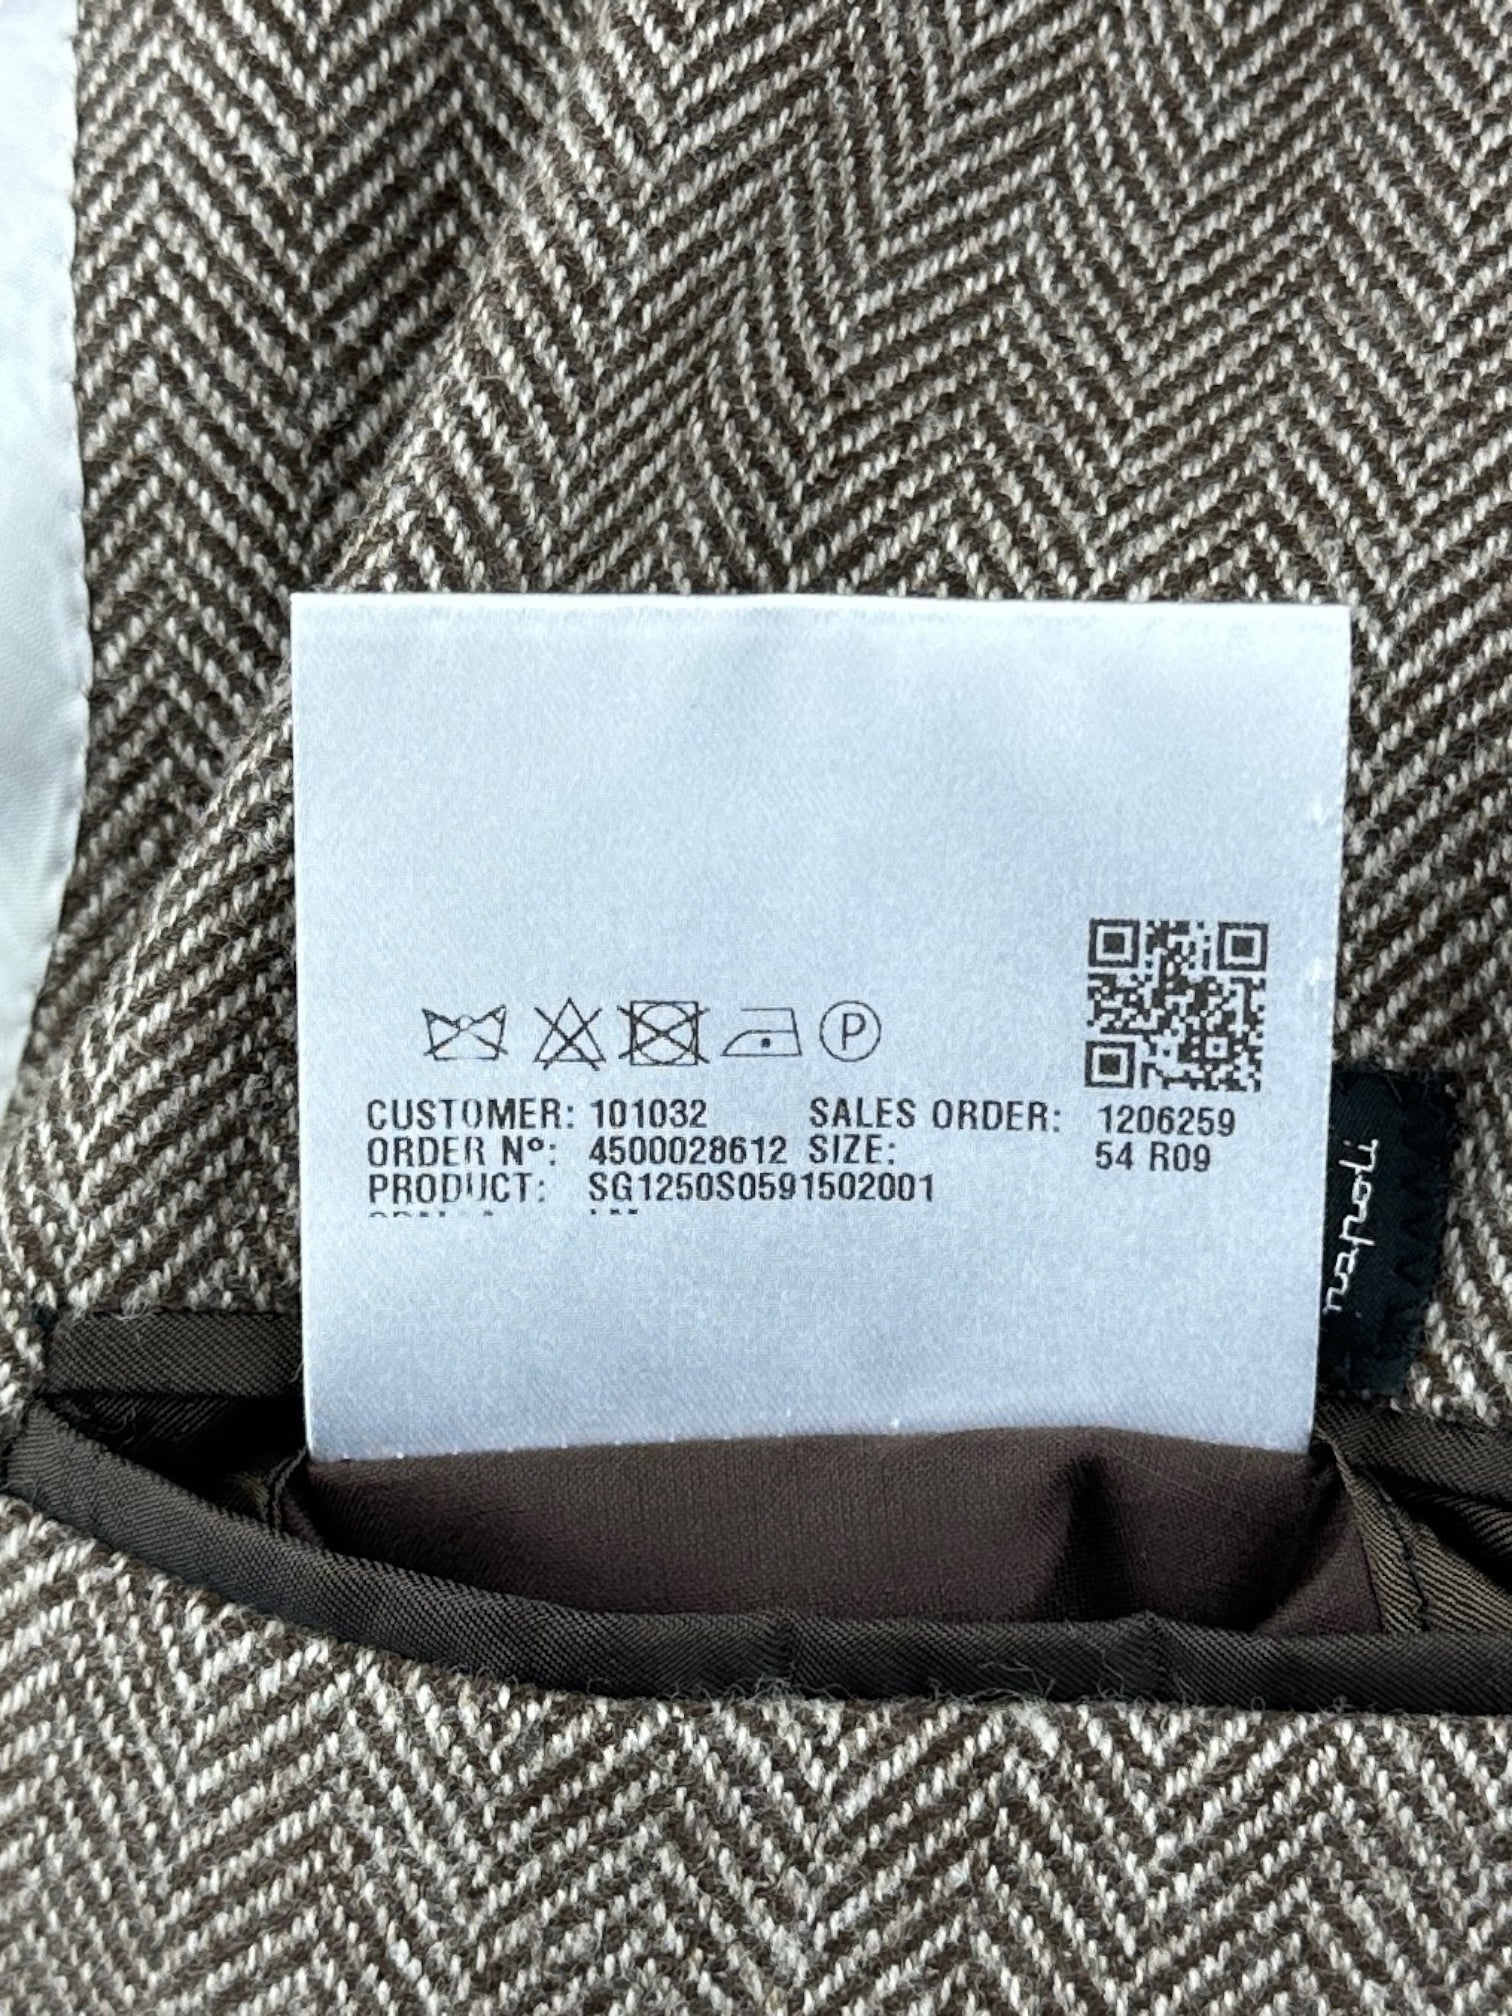 CUSTOMER: 101032 SALES ORDER: 1206259
ORDER Nº: 4500028612 SIZE: 54 R09
PRODUCT: SG1250S0591502001
P
napoli